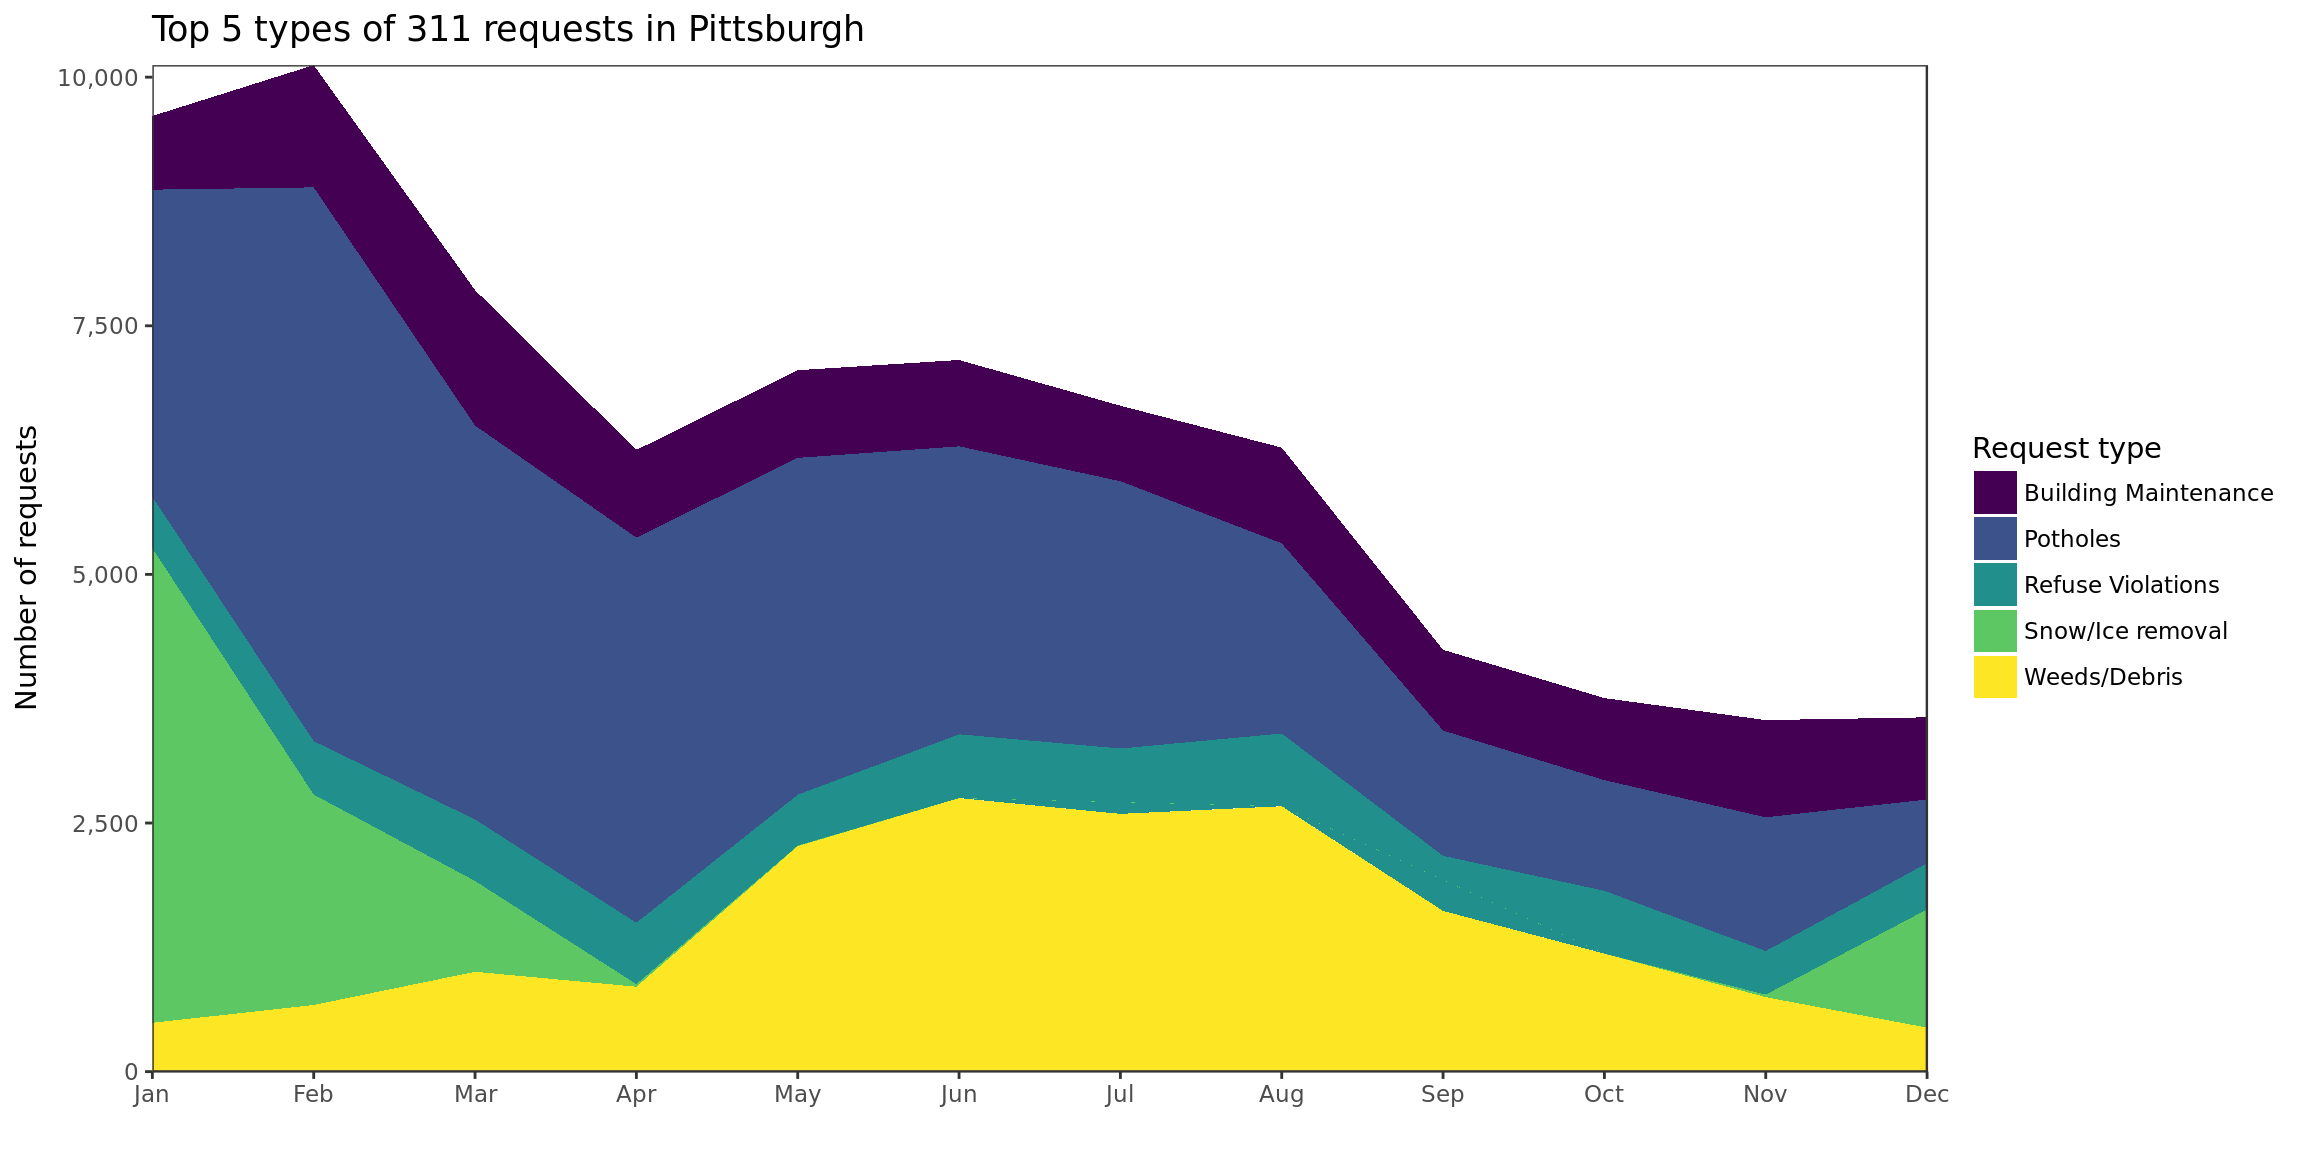 Top 5 types of 311 requests in Pittsburgh
10,000
7,500
5,000
2,500
0
Number of requests
Jan Feb Mar Apr May Jun Jul Aug Sep Oct Nov Dec
Request type
Building Maintenance
Potholes
Refuse Violations
Snow/Ice removal
Weeds/Debris